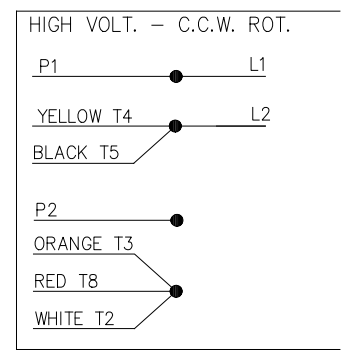 HIGH VOLT. – C.C.W. ROT.
P1 L1
YELLOW T4 L2
BLACK T5
P2
ORANGE T3
RED T8
WHITE T2